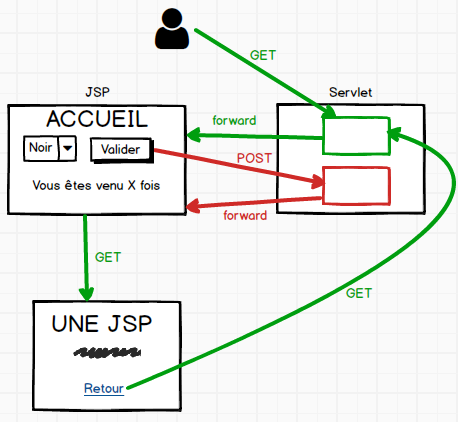 GET
JSP
Servlet
ACCUEIL
forward
Noir
Valider
POST
Vous êtes venu X fois
forward
GET
GET
UNE JSP
Retour